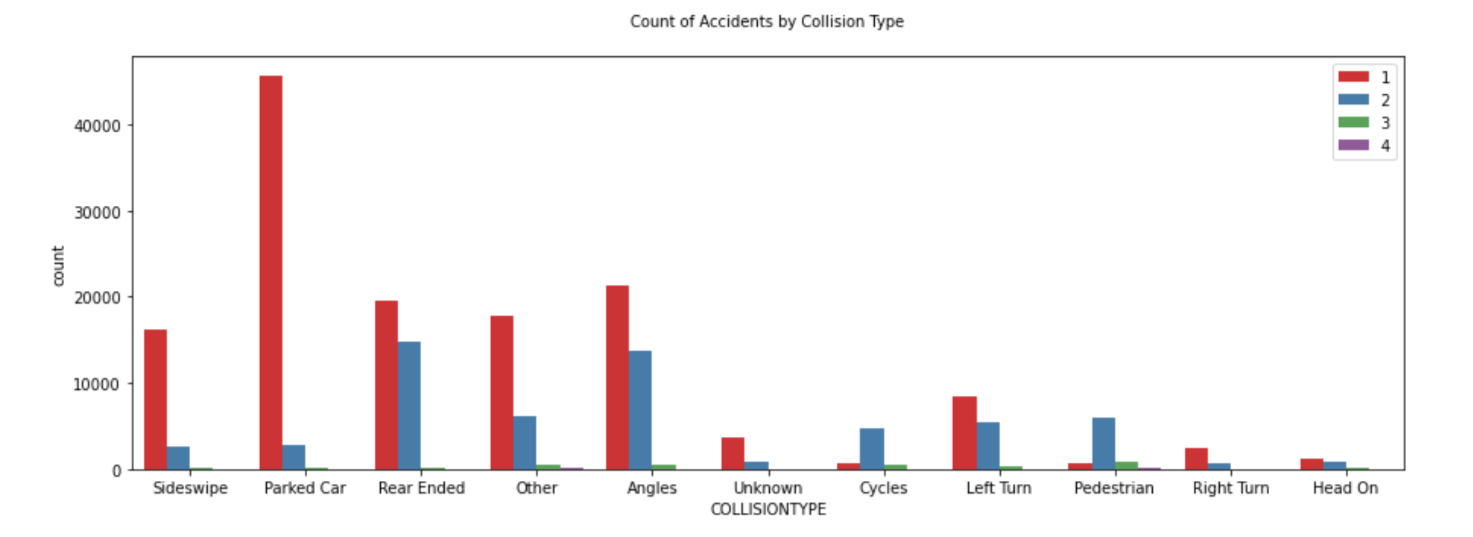 Count of Accidents by Collision Type
1
2
3
4
40000
30000
20000
10000
0
count
Sideswipe Parked Car Rear Ended Other Angles Unknown Cycles Left Turn Pedestrian Right Turn Head On
COLLISIONTYPE